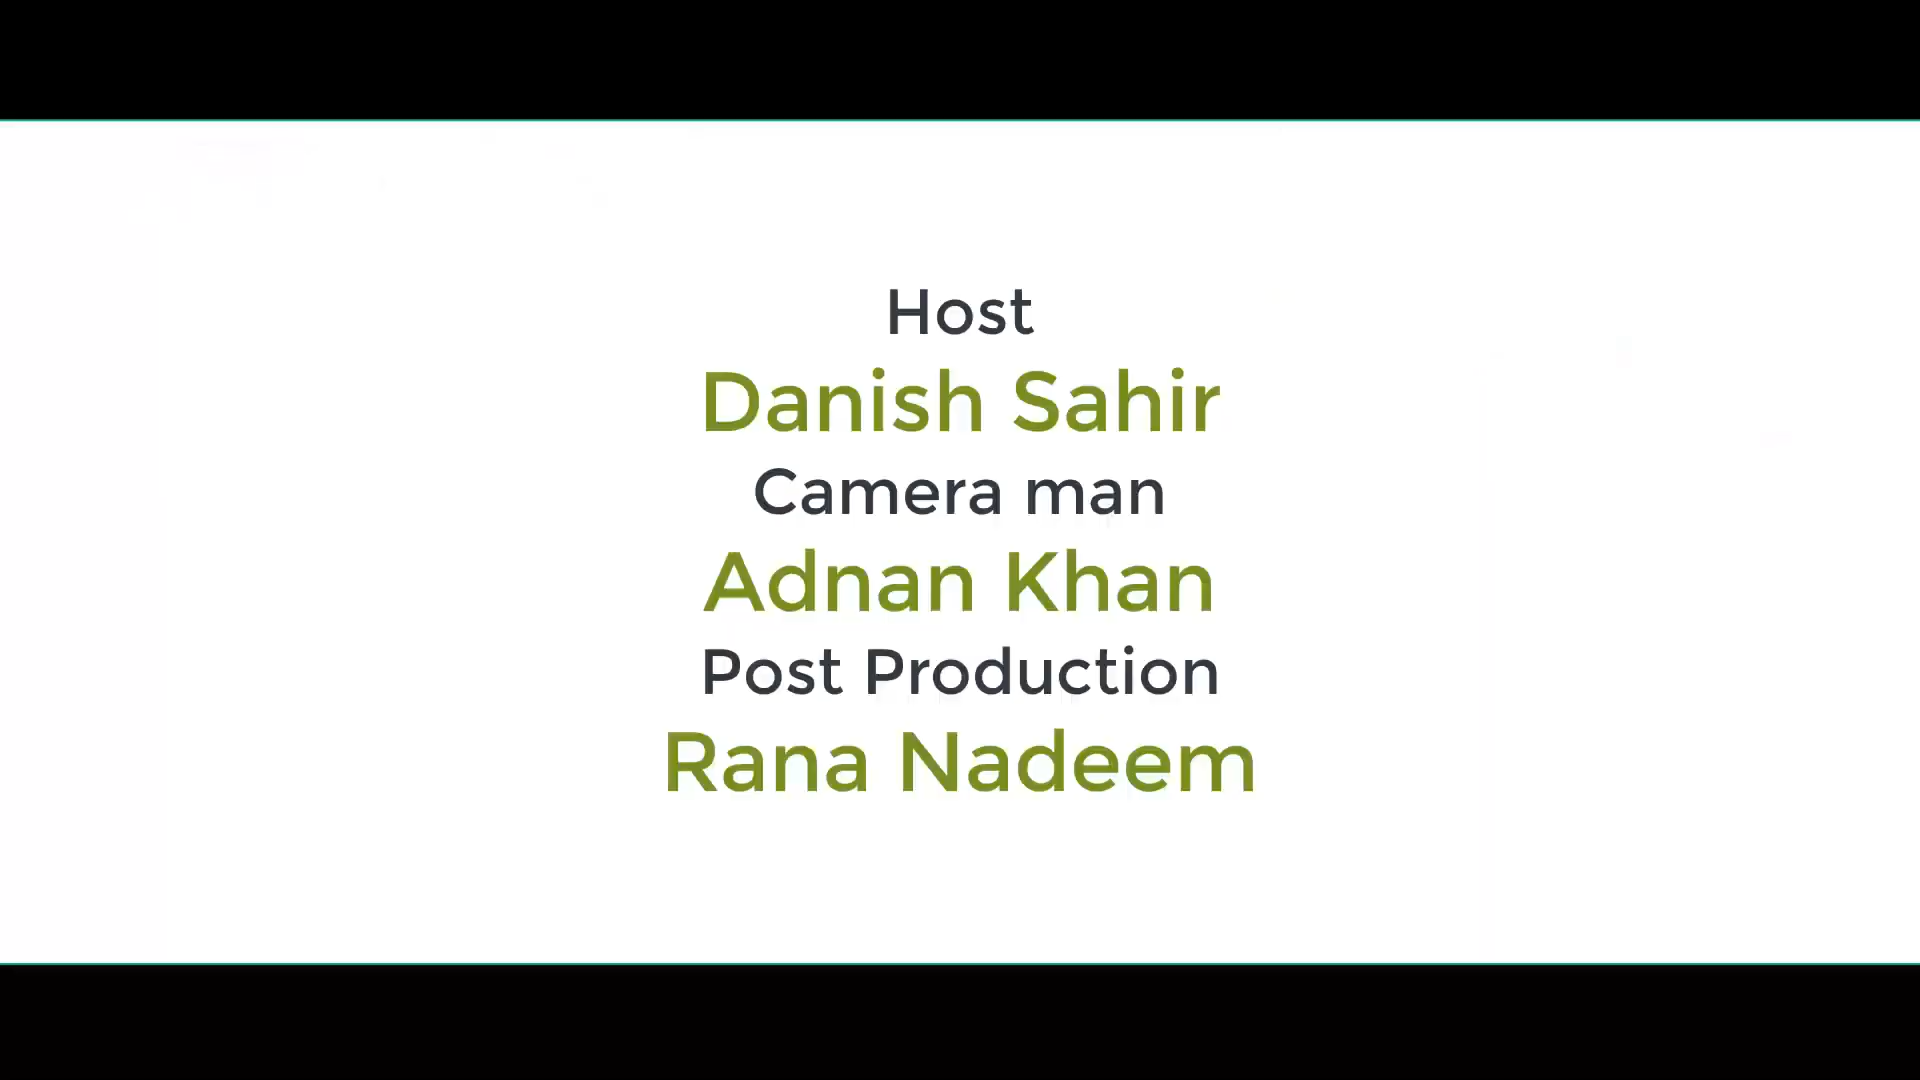 Host
Danish Sahir
Camera man
Adnan Khan
Post Production
Rana Nadeem